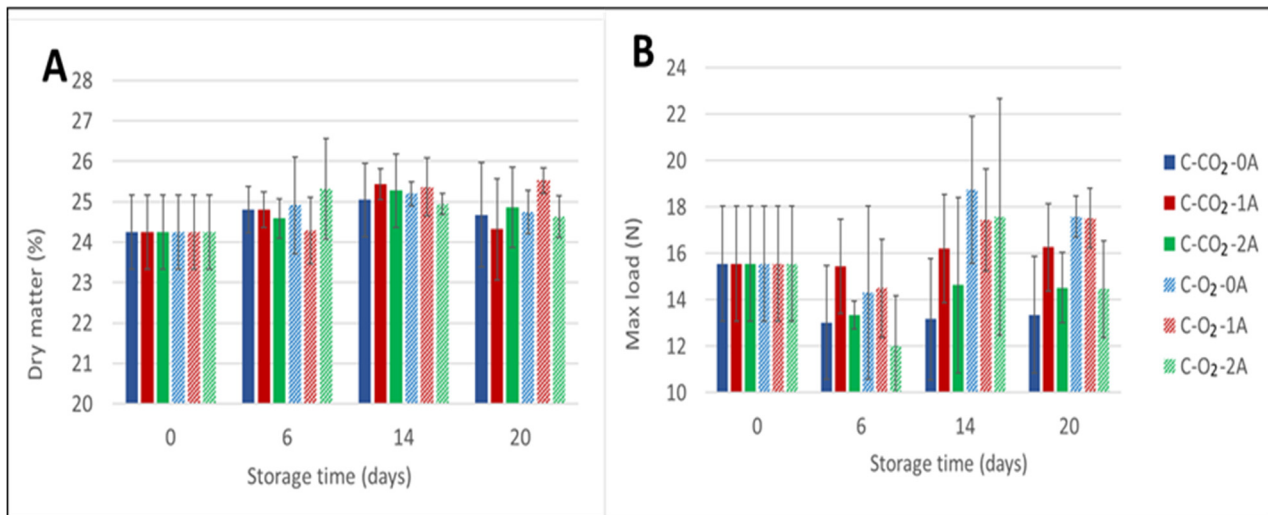 A
Dry matter (%)
28
27
26
25
24
23
22
21
20
0 6 14 20
Storage time (days)
B
Max load (N)
24
22
20
18
16
14
12
10
0 6 14 20
Storage time (days)
C-CO₂-0A
C-CO₂-1A
C-CO₂-2A
C-O₂-0A
C-O₂-1A
C-O₂-2A